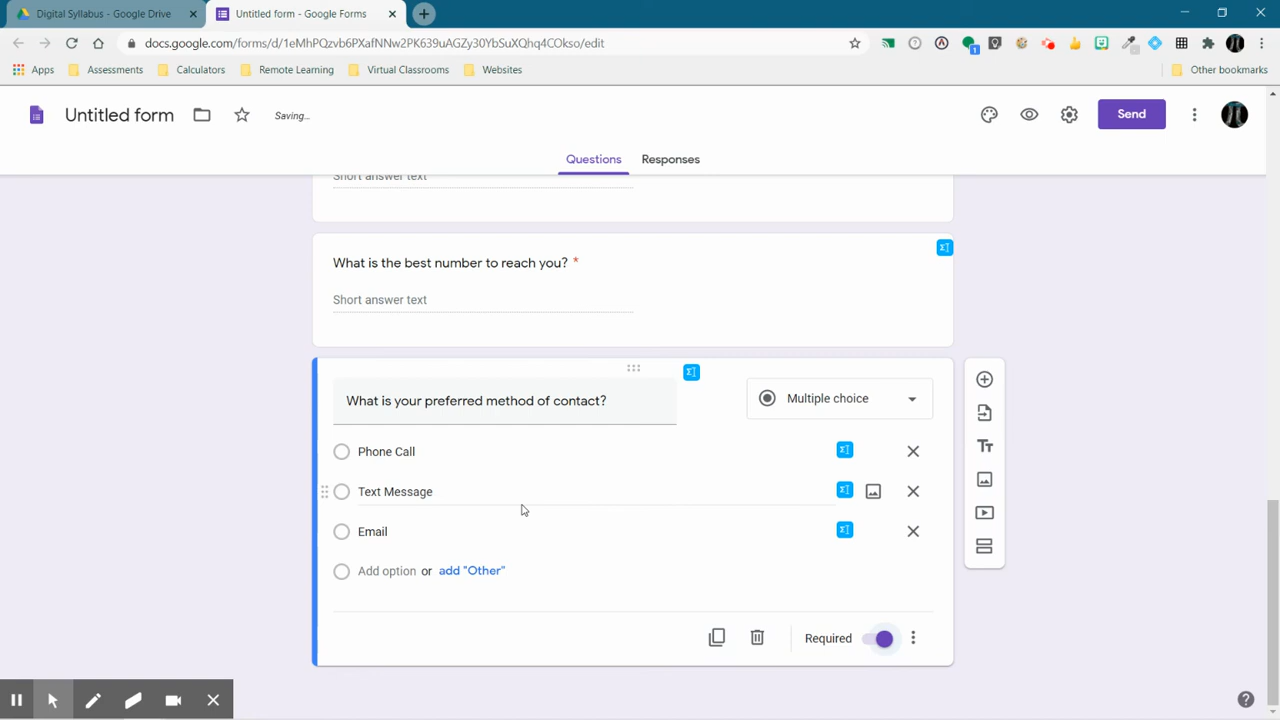 Digital Syllabus - Google Drive
Untitled form - Google Forms
docs.google.com/forms/d/1eMhPQzvb6PXafNNw2PK639uAGZy30YbSuXQhq4COkso/edit
Apps
Assessments
Calculators
Remote Learning
Virtual Classrooms
Websites
Other bookmarks
Untitled form
Saving...
Send
Questions
Responses
Short answer text
What is the best number to reach you? *
Short answer text
What is your preferred method of contact?
Multiple choice
Phone Call
Text Message
Email
Add option or add "Other"
Required